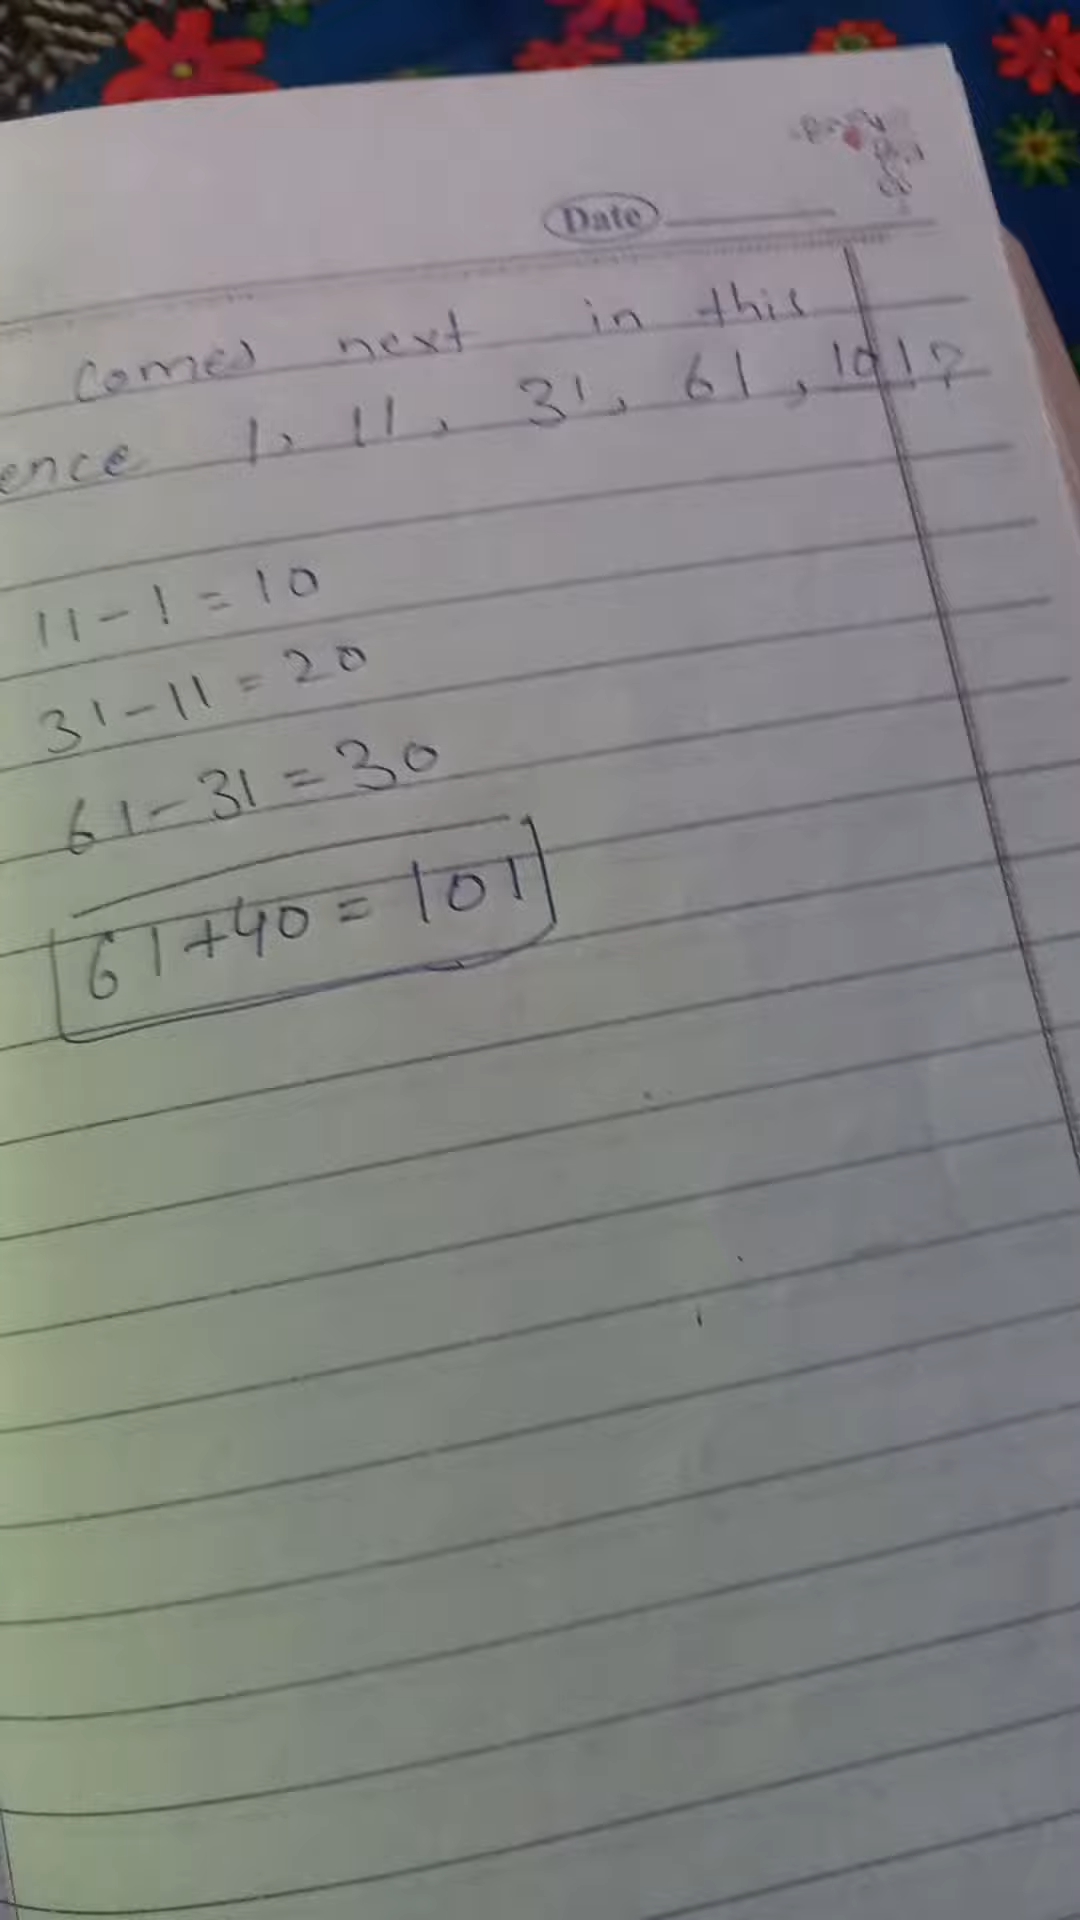 Date
comes next in this
ence 1, 11, 31, 61, 101?
11-1=10
31-11=20
61-31=30
61+40=101